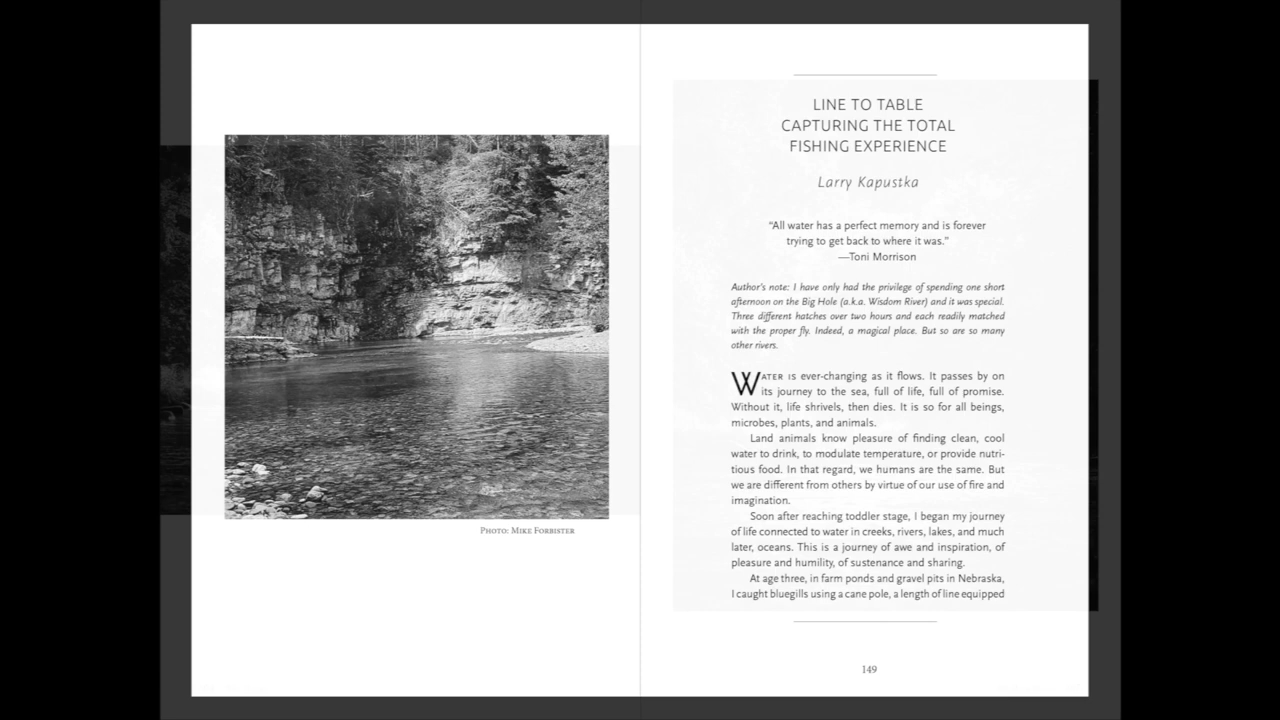 Photo: Mike Forbister
LINE TO TABLE
CAPTURING THE TOTAL
FISHING EXPERIENCE
Larry Kapustka
“All water has a perfect memory and is forever
trying to get back to where it was.”
—Toni Morrison
Author’s note: I have only had the privilege of spending one short
afternoon on the Big Hole (a.k.a. Wisdom River) and it was special.
Three different hatches over two hours and each readily matched
with the proper fly. Indeed, a magical place. But so are so many
other rivers.
Water is ever-changing as it flows. It passes by on
its journey to the sea, full of life, full of promise.
Without it, life shrivels, then dies. It is so for all beings,
microbes, plants, and animals.
Land animals know pleasure of finding clean, cool
water to drink, to modulate temperature, or provide nutri-
tious food. In that regard, we humans are the same. But
we are different from others by virtue of our use of fire and
imagination.
Soon after reaching toddler stage, I began my journey
of life connected to water in creeks, rivers, lakes, and much
later, oceans. This is a journey of awe and inspiration, of
pleasure and humility, of sustenance and sharing.
At age three, in farm ponds and gravel pits in Nebraska,
I caught bluegills using a cane pole, a length of line equipped
149